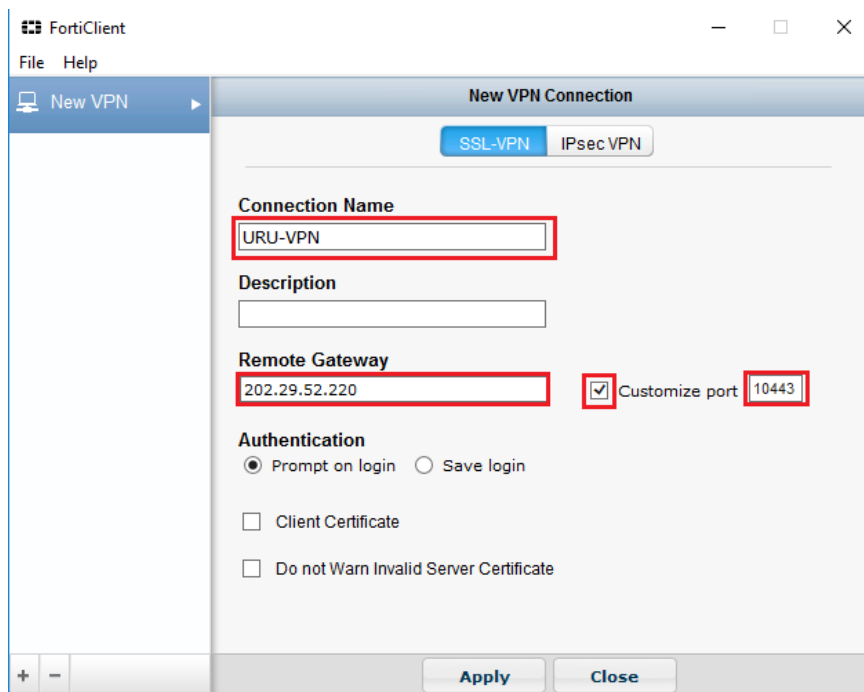 FortiClient
File Help
New VPN
New VPN Connection
SSL-VPN IPsec VPN
Connection Name
URU-VPN
Description
Remote Gateway
202.29.52.220 Customize port 10443
Authentication
Prompt on login Save login
Client Certificate
Do not Warn Invalid Server Certificate
+ − Apply Close